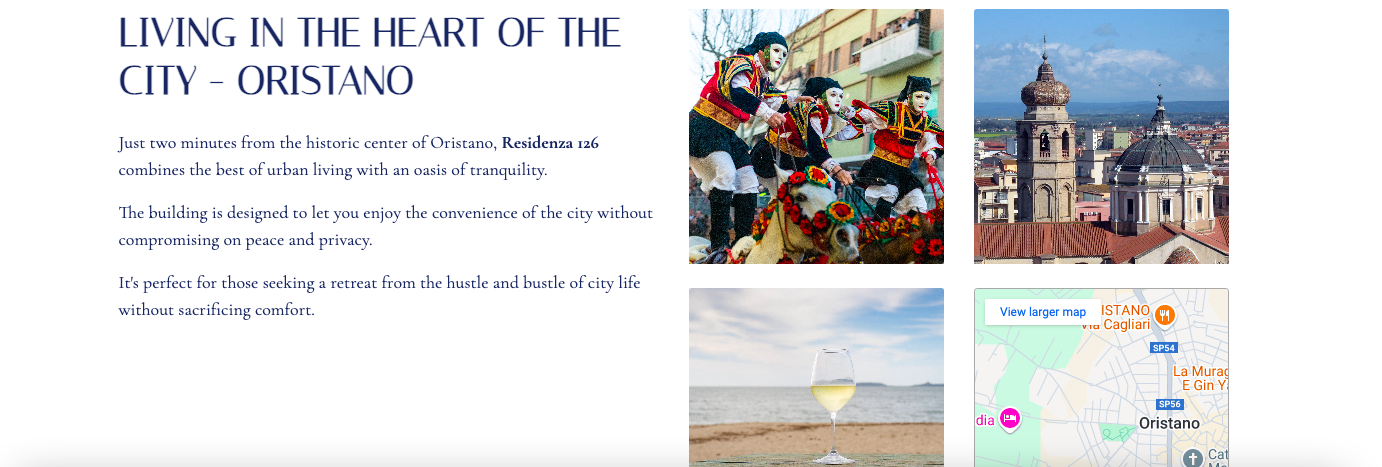 LIVING IN THE HEART OF THE
CITY – ORISTANO
Just two minutes from the historic center of Oristano, Residenza 126
combines the best of urban living with an oasis of tranquility.
The building is designed to let you enjoy the convenience of the city without
compromising on peace and privacy.
It's perfect for those seeking a retreat from the hustle and bustle of city life
without sacrificing comfort.
View larger map
ISTANO
Via Cagliari
SP54
La Murag
E Gin Y
SP56
dia
Oristano
Cat